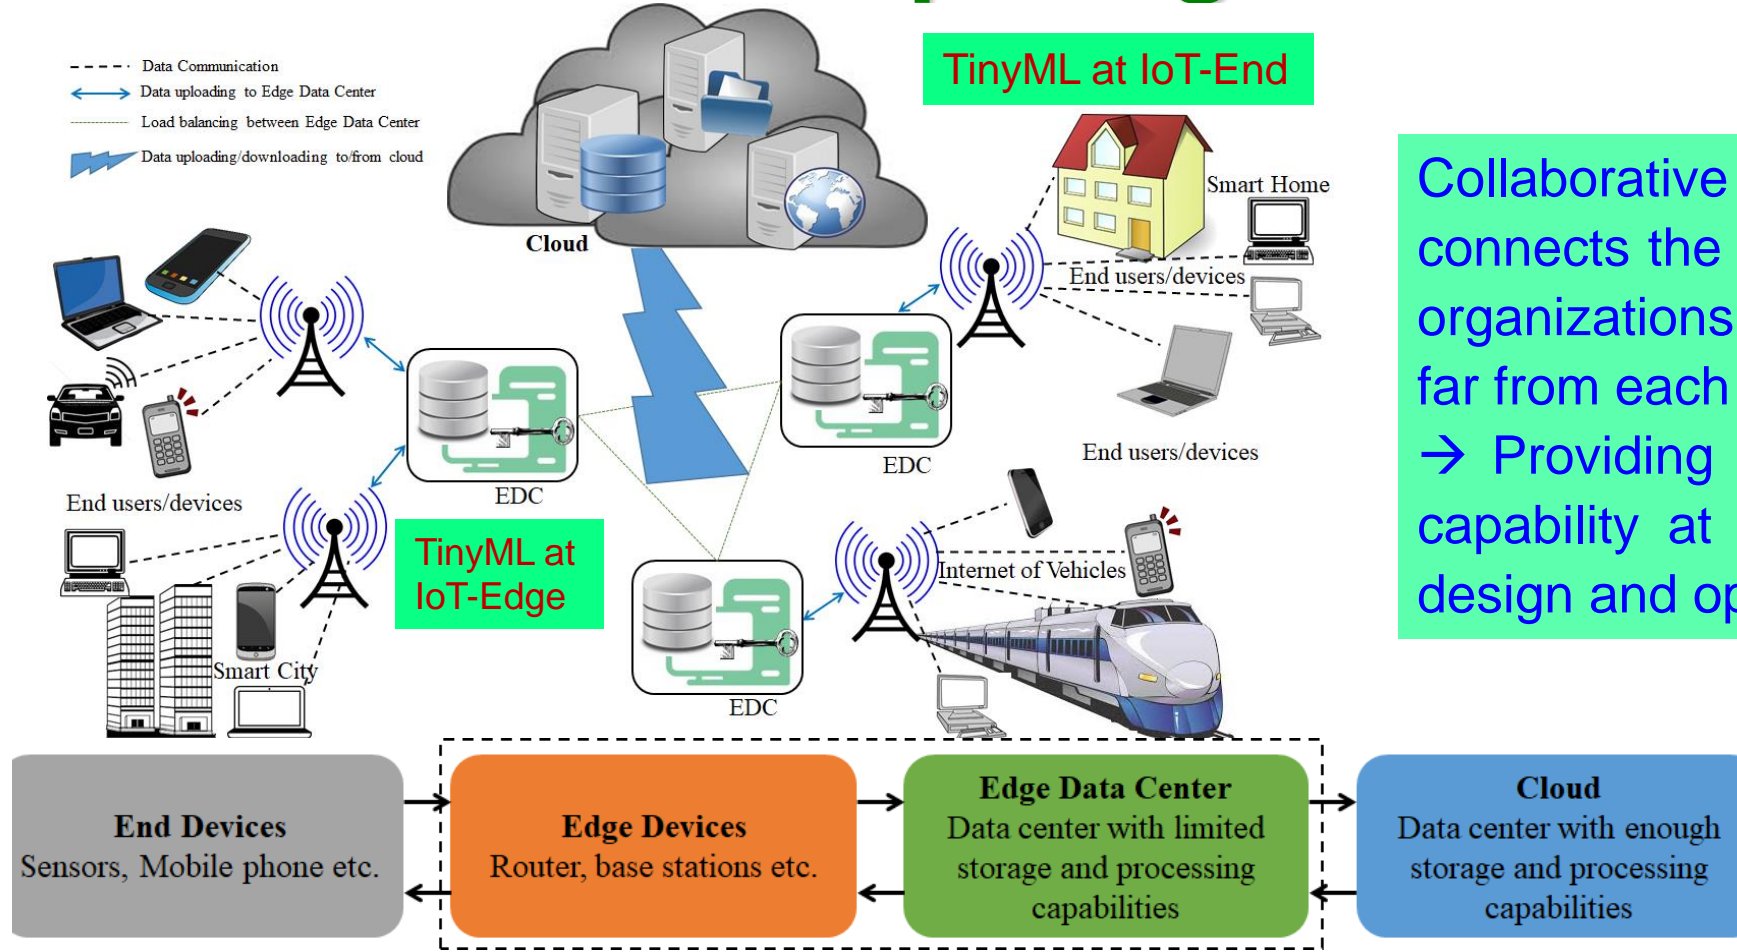 TinyML at IoT-End
Data Communication
Data uploading to Edge Data Center
Load balancing between Edge Data Center
Data uploading/downloading to/from cloud
Cloud
Smart Home
End users/devices
Collaborative
connects the
organizations
far from each
→ Providing
capability at
design and op
EDC
End users/devices
End users/devices
EDC
TinyML at
IoT-Edge
Internet of Vehicles
Smart City
EDC
End Devices
Sensors, Mobile phone etc.
Edge Devices
Router, base stations etc.
Edge Data Center
Data center with limited
storage and processing
capabilities
Cloud
Data center with enough
storage and processing
capabilities